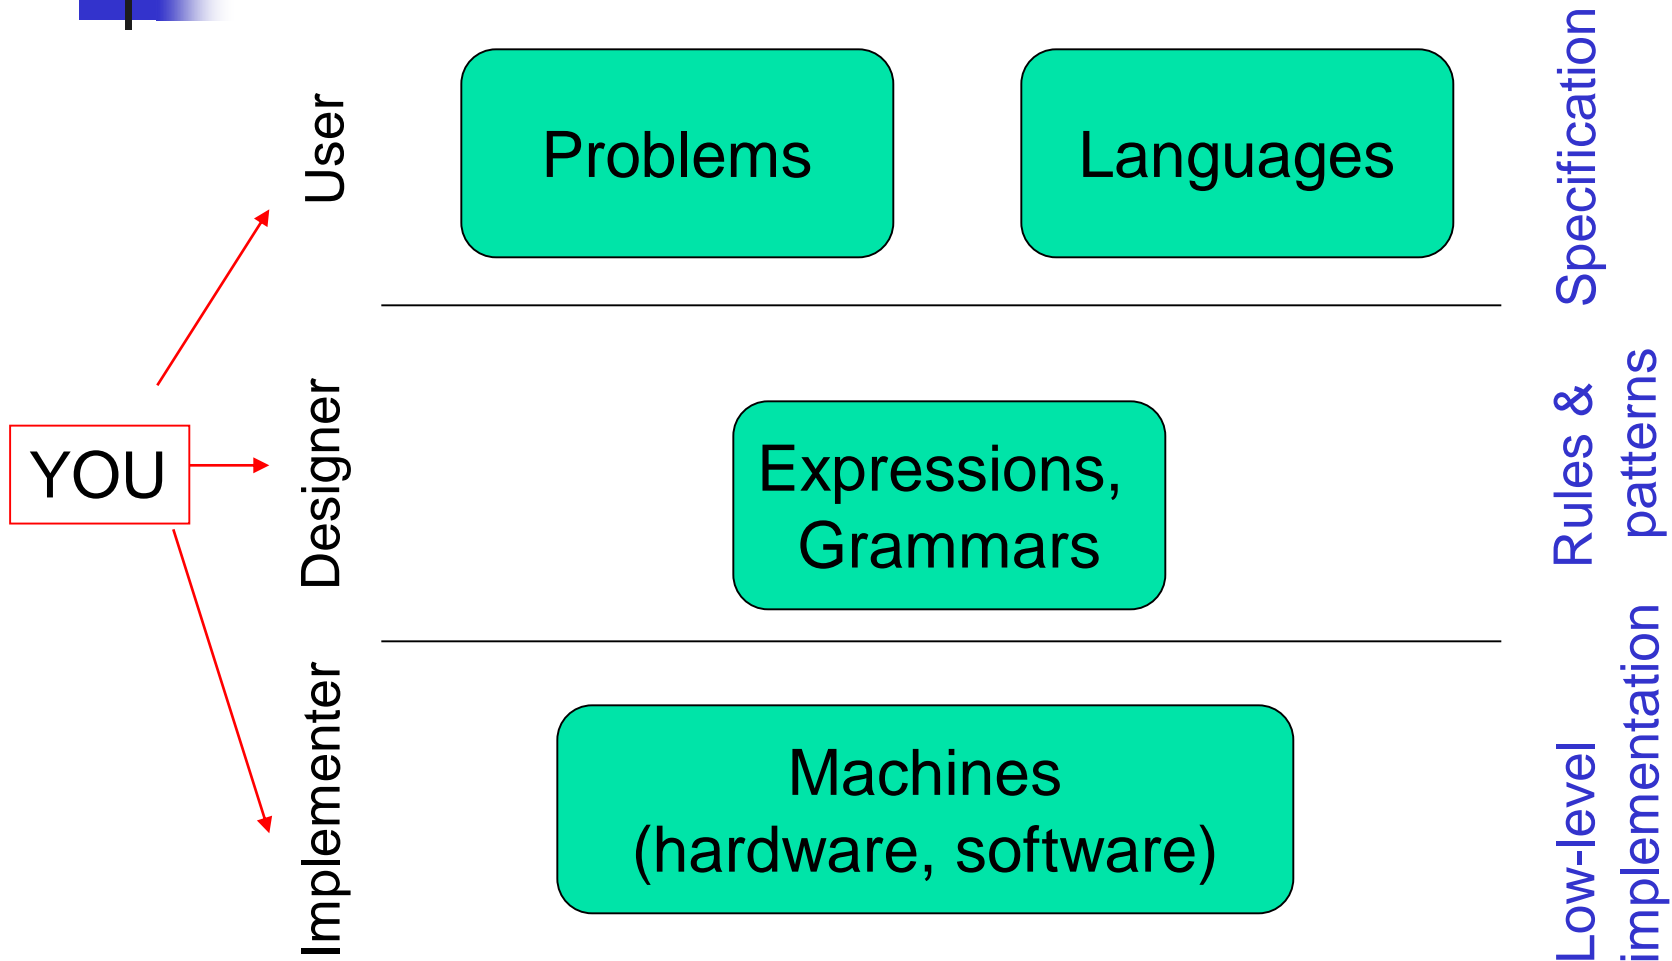 User
Problems
Languages
Specification
YOU
Designer
Expressions,
Grammars
Rules &
patterns
Implementer
Machines
(hardware, software)
Low-level
implementation